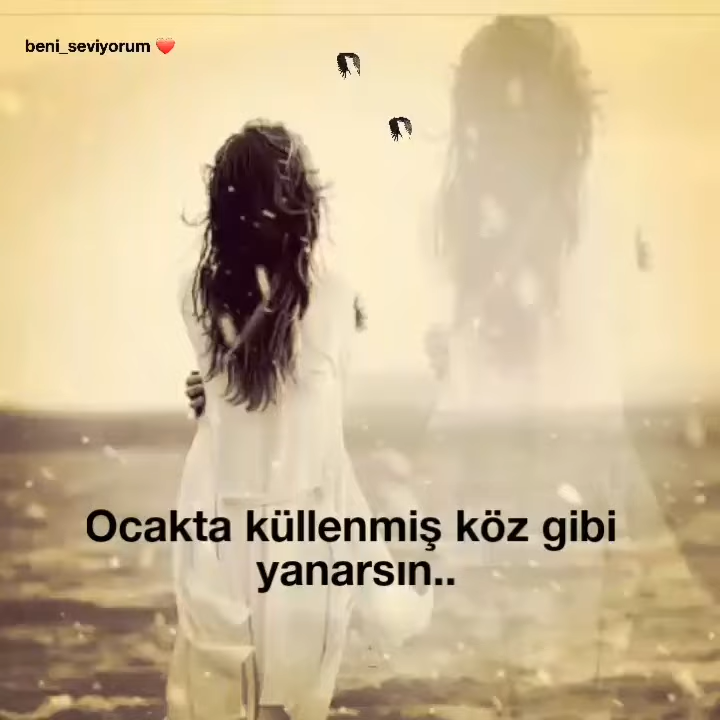 beni_seviyorum ❤️
Ocakta küllenmiş köz gibi
yanarsın..